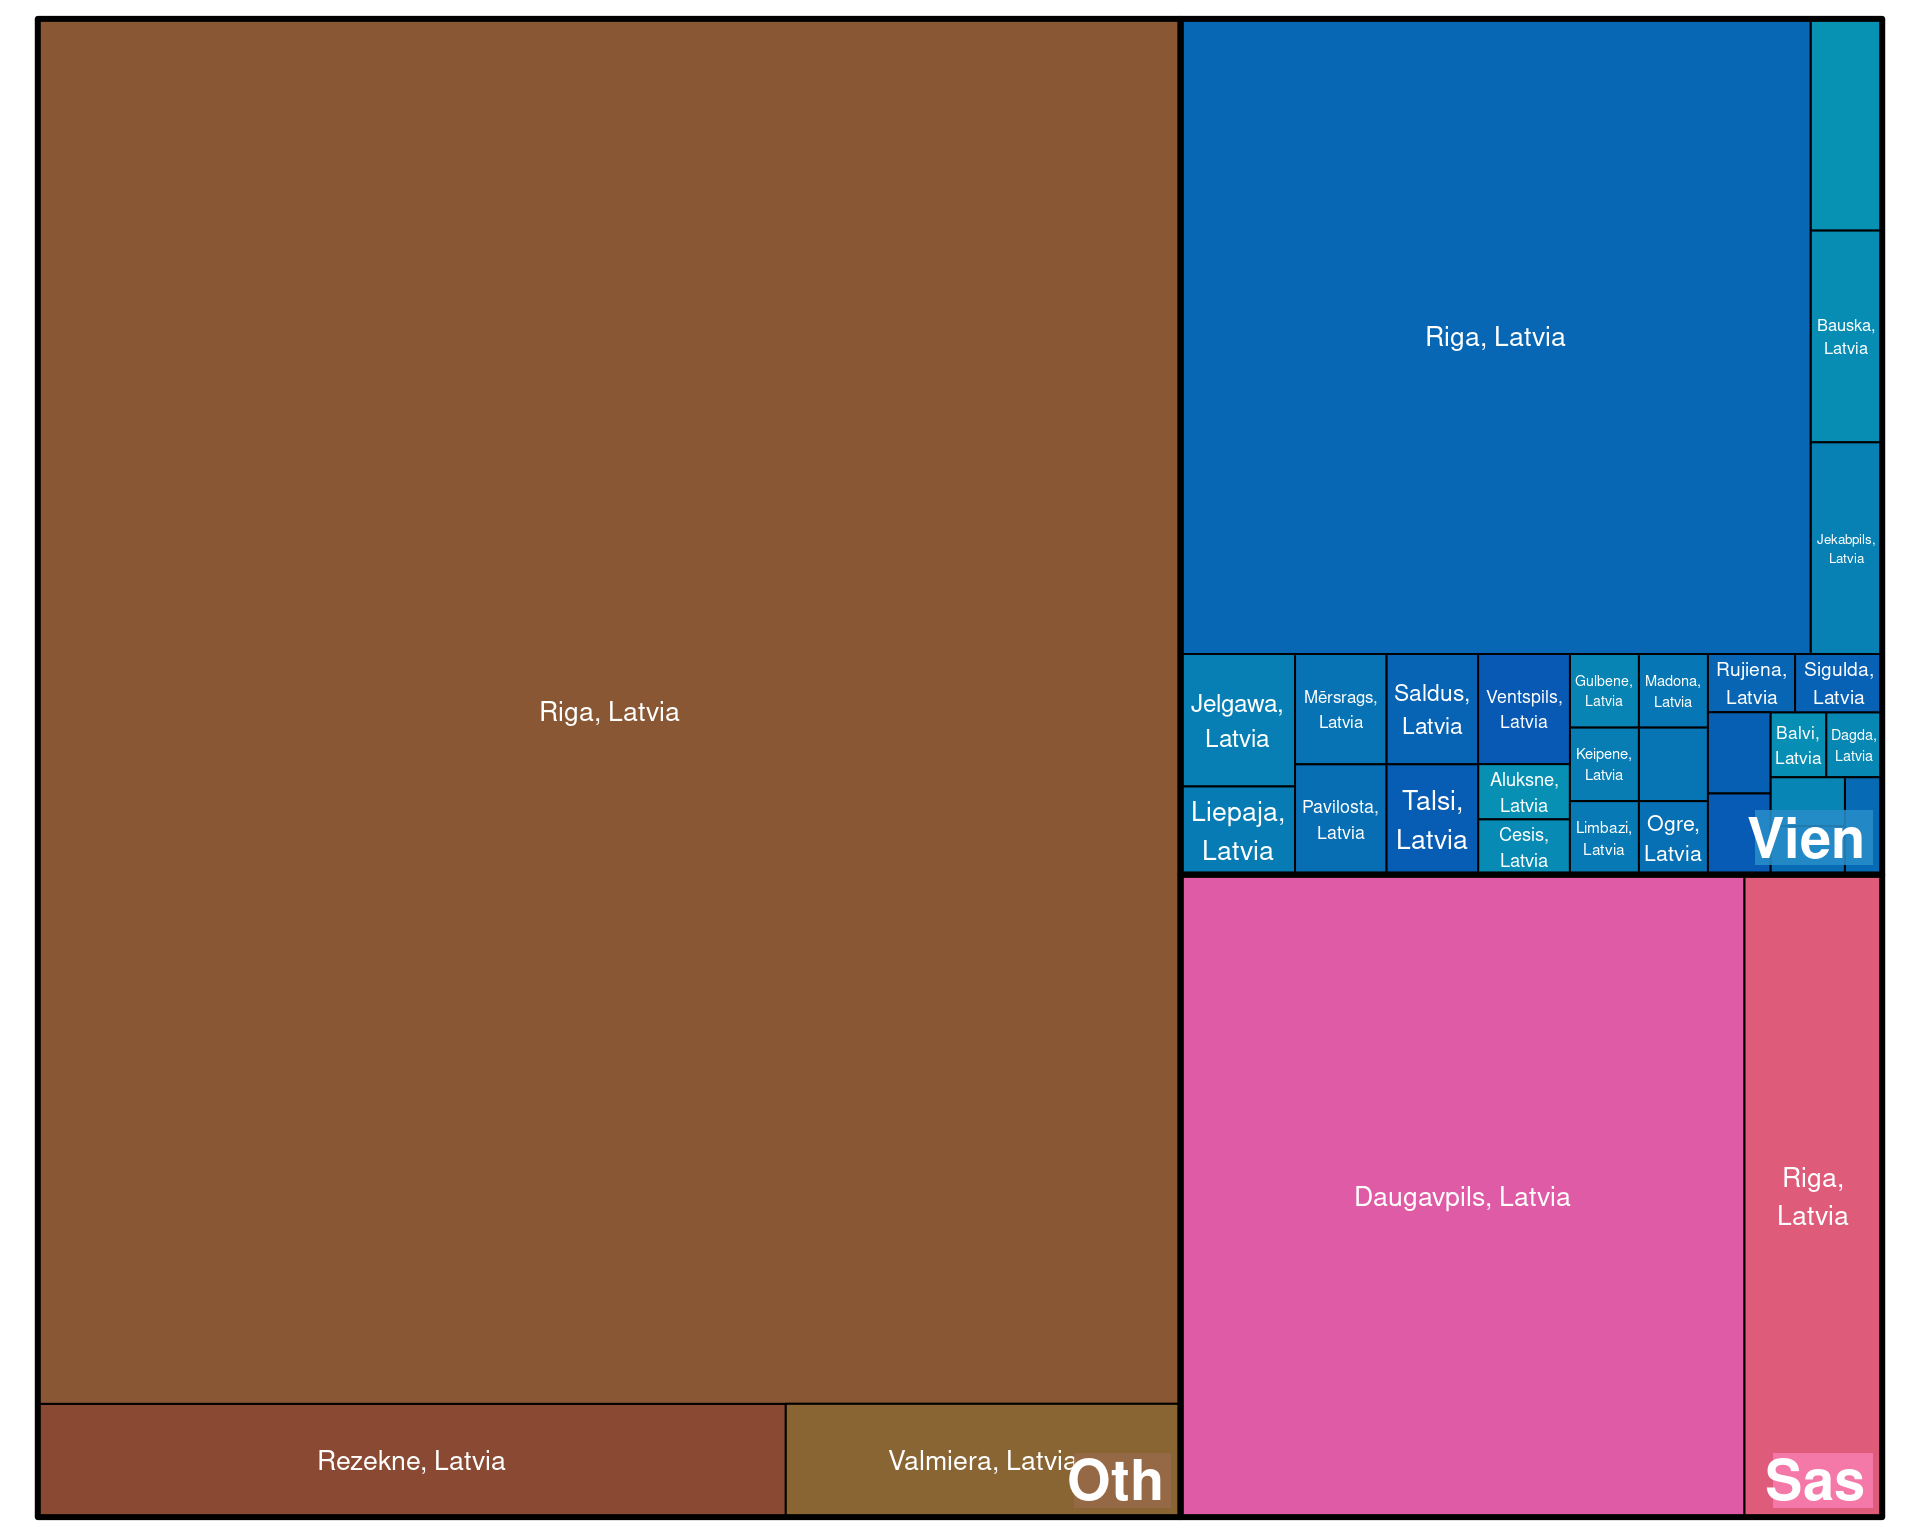 Riga, Latvia
Rezekne, Latvia
Valmiera, Latvia
Oth
Riga, Latvia
Bauska,
Latvia
Jekabpils,
Latvia
Jelgawa,
Latvia
Liepaja,
Latvia
Mērsrags,
Latvia
Pavilosta,
Latvia
Saldus,
Latvia
Talsi,
Latvia
Ventspils,
Latvia
Aluksne,
Latvia
Cesis,
Latvia
Gulbene,
Latvia
Keipene,
Latvia
Limbazi,
Latvia
Madona,
Latvia
Ogre,
Latvia
Rujiena,
Latvia
Sigulda,
Latvia
Balvi,
Latvia
Dagda,
Latvia
Vien
Daugavpils, Latvia
Riga,
Latvia
Sas